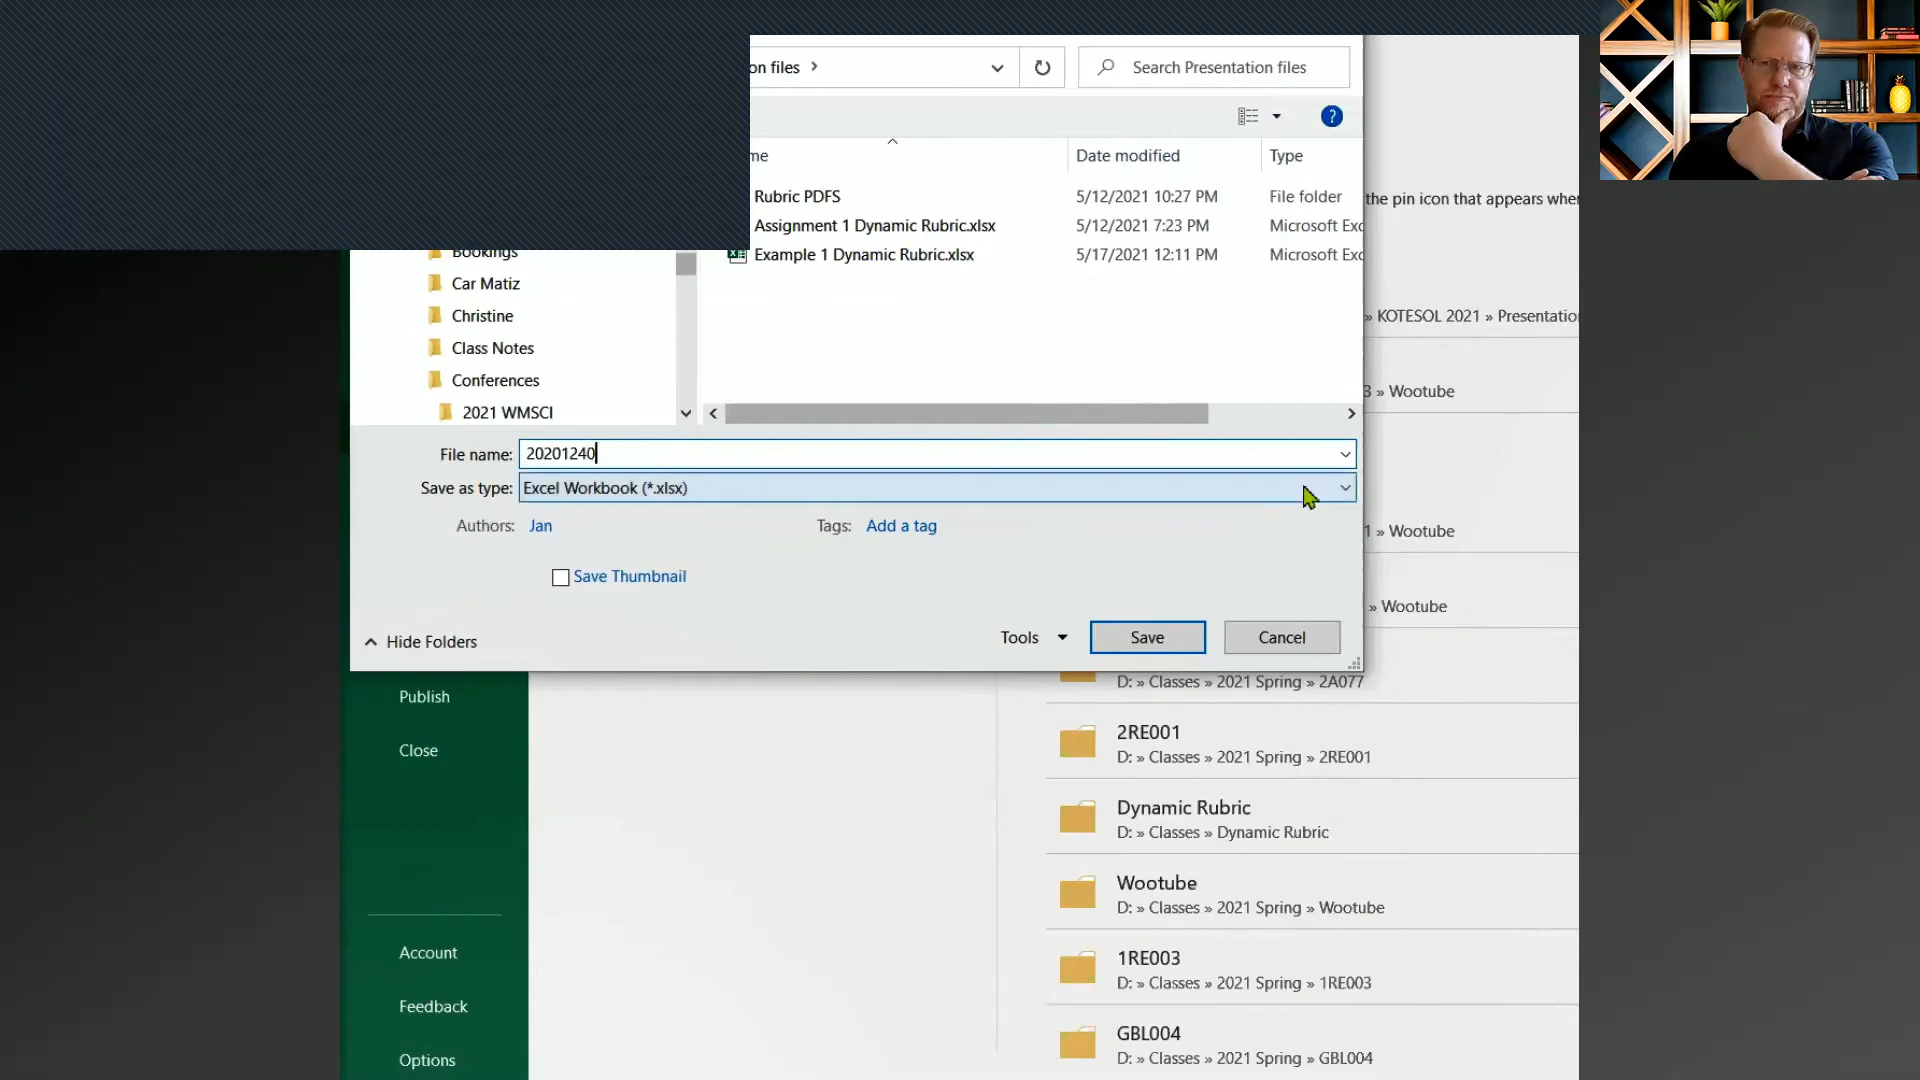 on files
Search Presentation files
?
me
Date modified
Type
Rubric PDFS
5/12/2021 10:27 PM
File folder
Assignment 1 Dynamic Rubric.xlsx
5/12/2021 7:23 PM
Microsoft Exc
Example 1 Dynamic Rubric.xlsx
5/17/2021 12:11 PM
Microsoft Exc
Bookings
Car Matiz
Christine
Class Notes
Conferences
2021 WMSCI
File name: 20201240
Save as type: Excel Workbook (*.xlsx)
Authors: Jan
Tags: Add a tag
Save Thumbnail
Hide Folders
Tools
Save
Cancel
the pin icon that appears when
» KOTESOL 2021 » Presentation
3 » Wootube
1 » Wootube
» Wootube
D: » Classes » 2021 Spring » 2A077
2RE001
D: » Classes » 2021 Spring » 2RE001
Dynamic Rubric
D: » Classes » Dynamic Rubric
Wootube
D: » Classes » 2021 Spring » Wootube
1RE003
D: » Classes » 2021 Spring » 1RE003
GBL004
D: » Classes » 2021 Spring » GBL004
Publish
Close
Account
Feedback
Options